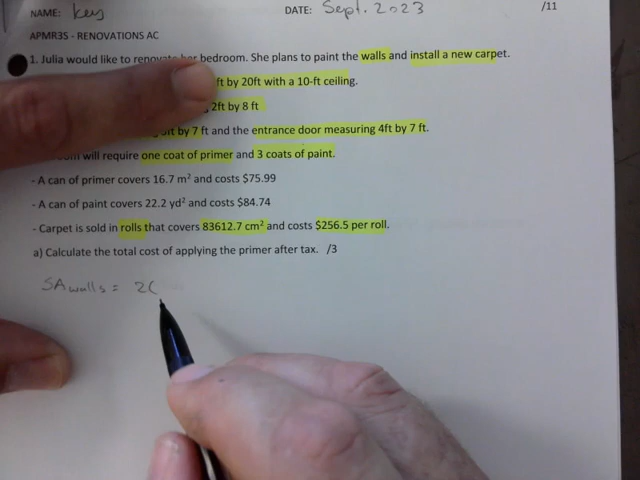 NAME: key DATE: Sept. 2023 /11
APMR3S - RENOVATIONS AC
1. Julia would like to renovate her bedroom. She plans to paint the walls and install a new carpet.
ft by 20ft with a 10-ft ceiling.
2ft by 8 ft
by 7 ft and the entrance door measuring 4ft by 7 ft.
will require one coat of primer and 3 coats of paint.
- A can of primer covers 16.7 m² and costs $75.99
- A can of paint covers 22.2 yd² and costs $84.74
- Carpet is sold in rolls that covers 83612.7 cm² and costs $256.5 per roll.
a) Calculate the total cost of applying the primer after tax. /3
SA walls = 2(